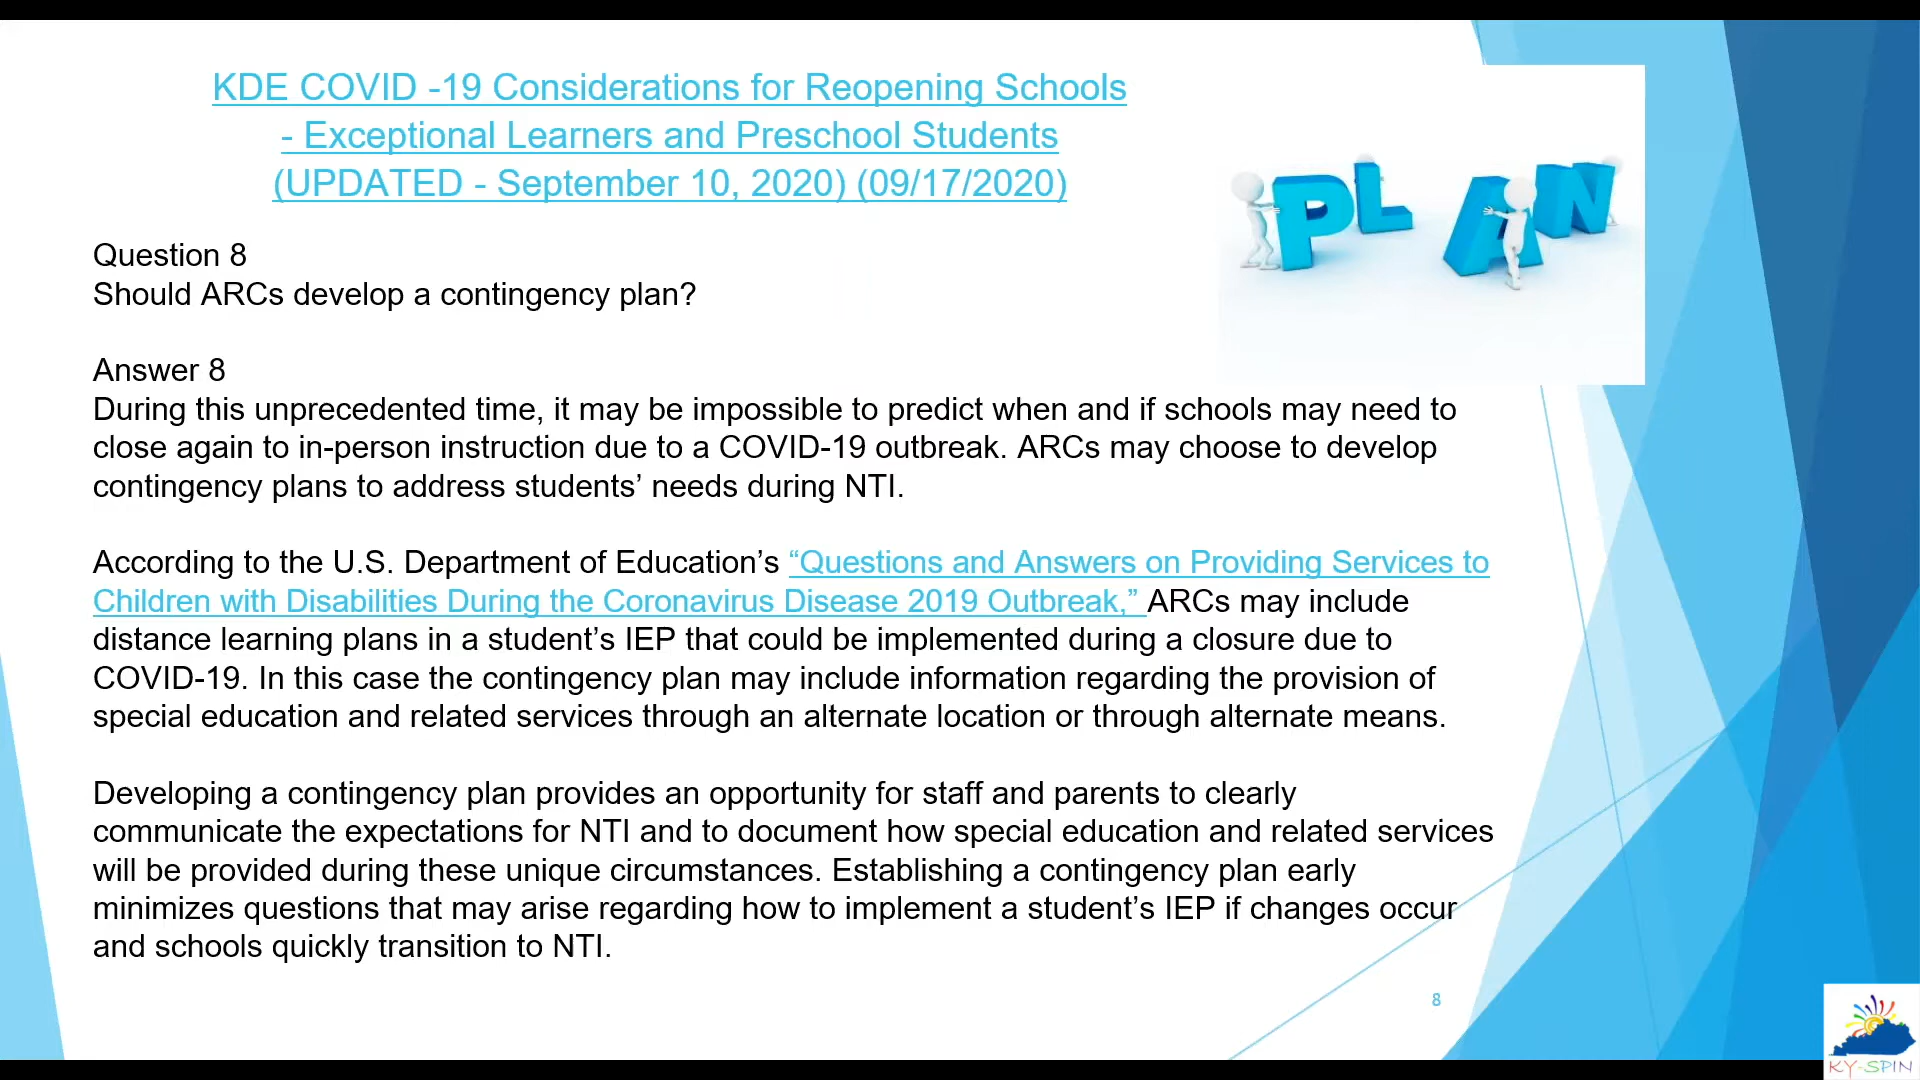 KDE COVID -19 Considerations for Reopening Schools
- Exceptional Learners and Preschool Students
(UPDATED - September 10, 2020) (09/17/2020)
PLAN
Question 8
Should ARCs develop a contingency plan?
Answer 8
During this unprecedented time, it may be impossible to predict when and if schools may need to
close again to in-person instruction due to a COVID-19 outbreak. ARCs may choose to develop
contingency plans to address students’ needs during NTI.
According to the U.S. Department of Education’s “Questions and Answers on Providing Services to
Children with Disabilities During the Coronavirus Disease 2019 Outbreak,” ARCs may include
distance learning plans in a student’s IEP that could be implemented during a closure due to
COVID-19. In this case the contingency plan may include information regarding the provision of
special education and related services through an alternate location or through alternate means.
Developing a contingency plan provides an opportunity for staff and parents to clearly
communicate the expectations for NTI and to document how special education and related services
will be provided during these unique circumstances. Establishing a contingency plan early
minimizes questions that may arise regarding how to implement a student’s IEP if changes occur
and schools quickly transition to NTI.
8
KY-SPIN